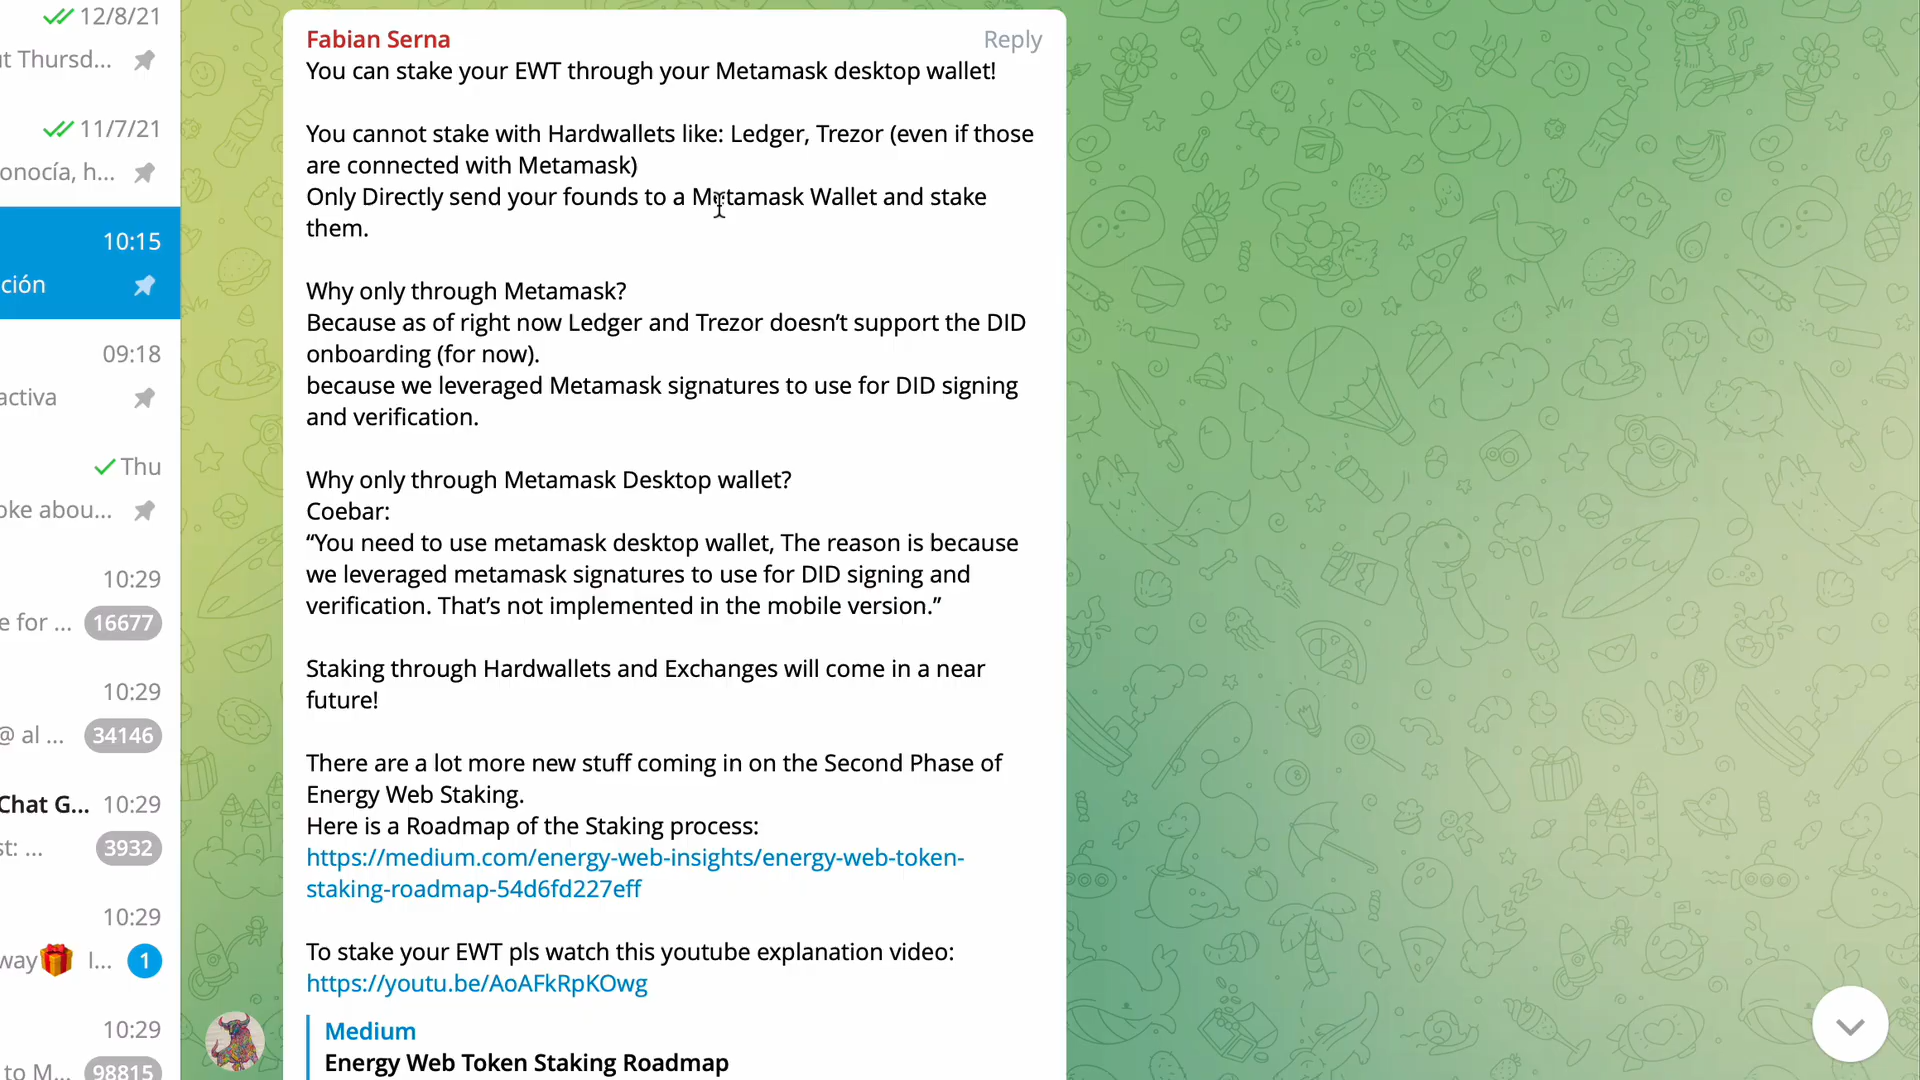 12/8/21
t Thursd...
11/7/21
onocía, h...
10:15
ción
09:18
activa
Thu
oke abou...
10:29
e for ...
16677
10:29
@ al ...
34146
Chat G...
10:29
st: ...
3932
10:29
way🎁 l...
1
10:29
to M...
98815
Fabian Serna
Reply
You can stake your EWT through your Metamask desktop wallet!
You cannot stake with Hardwallets like: Ledger, Trezor (even if those
are connected with Metamask)
Only Directly send your founds to a Metamask Wallet and stake
them.
Why only through Metamask?
Because as of right now Ledger and Trezor doesn’t support the DID
onboarding (for now).
because we leveraged Metamask signatures to use for DID signing
and verification.
Why only through Metamask Desktop wallet?
Coebar:
“You need to use metamask desktop wallet, The reason is because
we leveraged metamask signatures to use for DID signing and
verification. That’s not implemented in the mobile version.”
Staking through Hardwallets and Exchanges will come in a near
future!
There are a lot more new stuff coming in on the Second Phase of
Energy Web Staking.
Here is a Roadmap of the Staking process:
https://medium.com/energy-web-insights/energy-web-token-
staking-roadmap-54d6fd227eff
To stake your EWT pls watch this youtube explanation video:
https://youtu.be/AoAFkRpKOwg
Medium
Energy Web Token Staking Roadmap